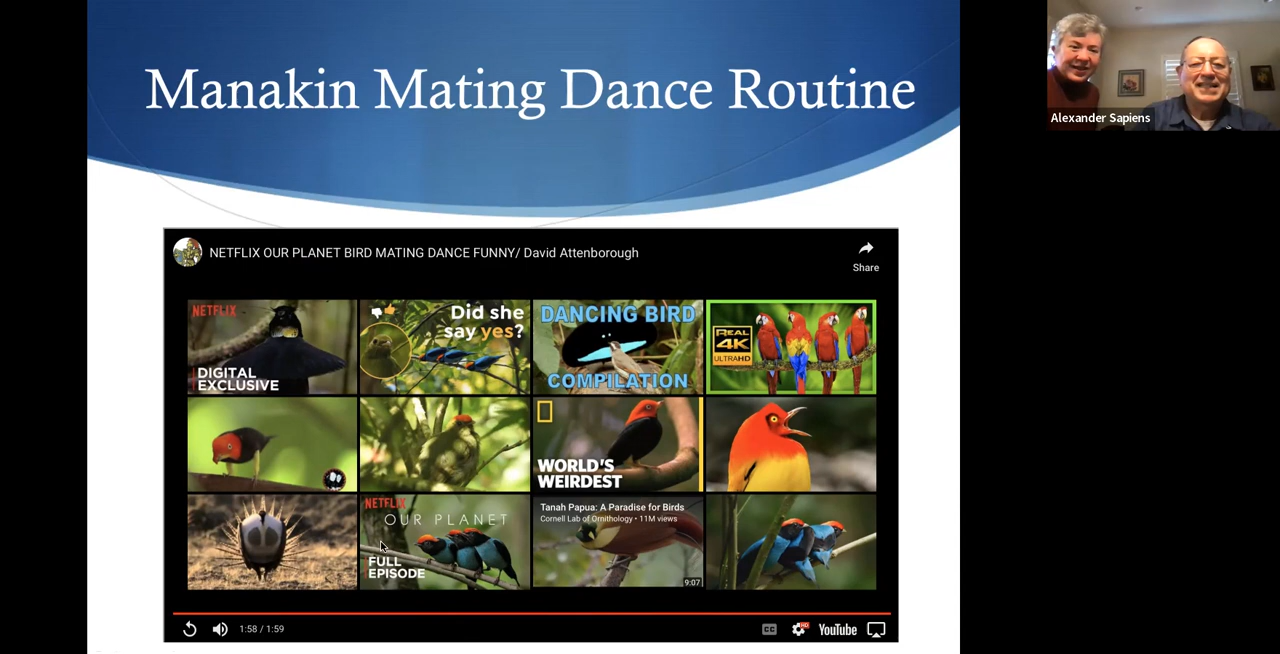 Manakin Mating Dance Routine
Alexander Sapiens
NETFLIX OUR PLANET BIRD MATING DANCE FUNNY/ David Attenborough
Share
NETFLIX
DIGITAL
EXCLUSIVE
Did she
say yes?
DANCING BIRD
COMPILATION
REAL
4K
ULTRAHD
WORLD'S
WEIRDEST
NETFLIX
OUR PLANET
FULL
EPISODE
Tanah Papua: A Paradise for Birds
Cornell Lab of Ornithology • 11M views
9:07
1:58 / 1:59
CC
HD
YouTube